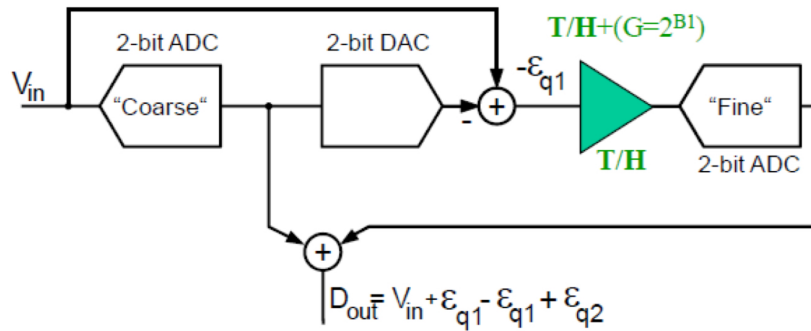 T/H+(G=2^B1)
2-bit ADC
2-bit DAC
V_in
-ε_q1
“Coarse“
+
“Fine“
-
T/H
2-bit ADC
+
D_out= V_in + ε_q1 - ε_q1 + ε_q2